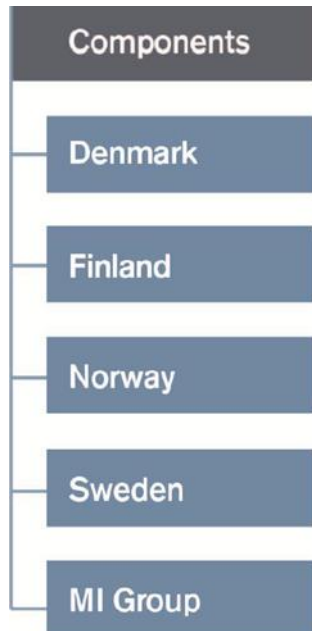 Components
Denmark
Finland
Norway
Sweden
MI Group